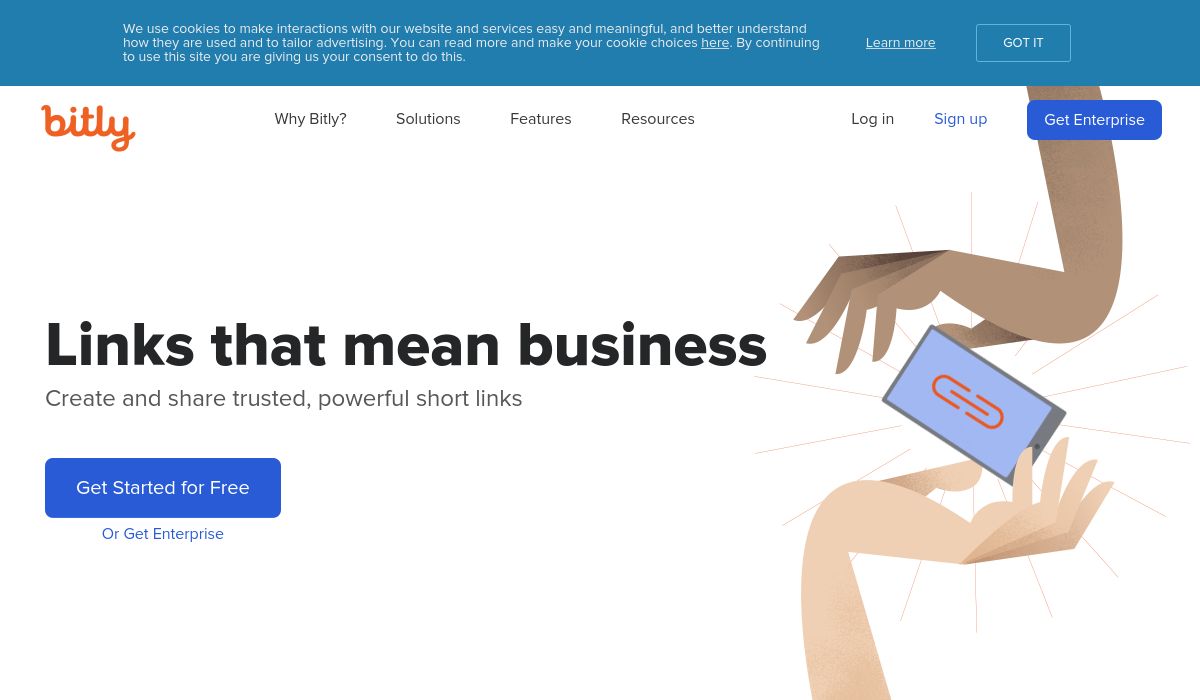 We use cookies to make interactions with our website and services easy and meaningful, and better understand
how they are used and to tailor advertising. You can read more and make your cookie choices here. By continuing
to use this site you are giving us your consent to do this.
Learn more
GOT IT
bitly
Why Bitly?
Solutions
Features
Resources
Log in
Sign up
Get Enterprise
Links that mean business
Create and share trusted, powerful short links
Get Started for Free
Or Get Enterprise